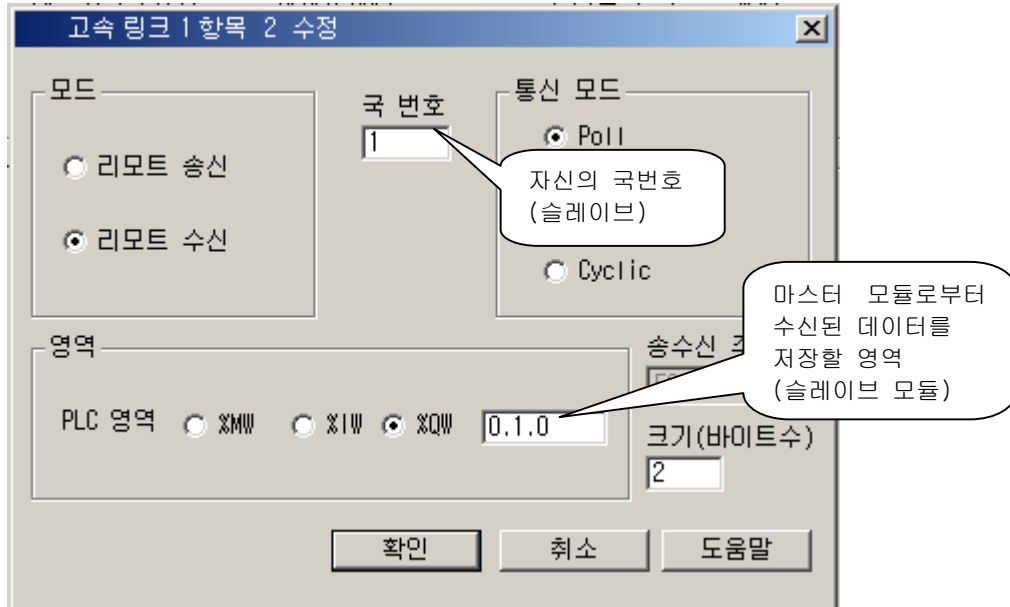 고속 링크 1 항목 2 수정
모드
국 번호
통신 모드
1
Poll
리모트 송신
자신의 국번호
(슬레이브)
리모트 수신
Cyclic
마스터 모듈로부터
수신된 데이터를
저장할 영역
(슬레이브 모듈)
영역
송수신
PLC 영역 %MW %IW %QW 0.1.0
크기(바이트수)
2
확인 취소 도움말